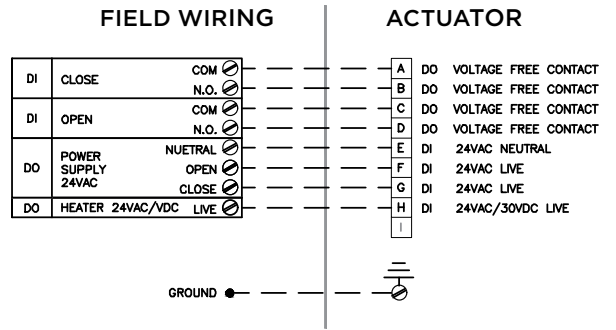 FIELD WIRING ACTUATOR
DI CLOSE COM A DO VOLTAGE FREE CONTACT
N.O. B DO VOLTAGE FREE CONTACT
DI OPEN COM C DO VOLTAGE FREE CONTACT
N.O. D DO VOLTAGE FREE CONTACT
DO POWER SUPPLY 24VAC NUETRAL E DI 24VAC NEUTRAL
OPEN F DI 24VAC LIVE
CLOSE G DI 24VAC LIVE
DO HEATER 24VAC/VDC LIVE H DI 24VAC/30VDC LIVE
I
GROUND